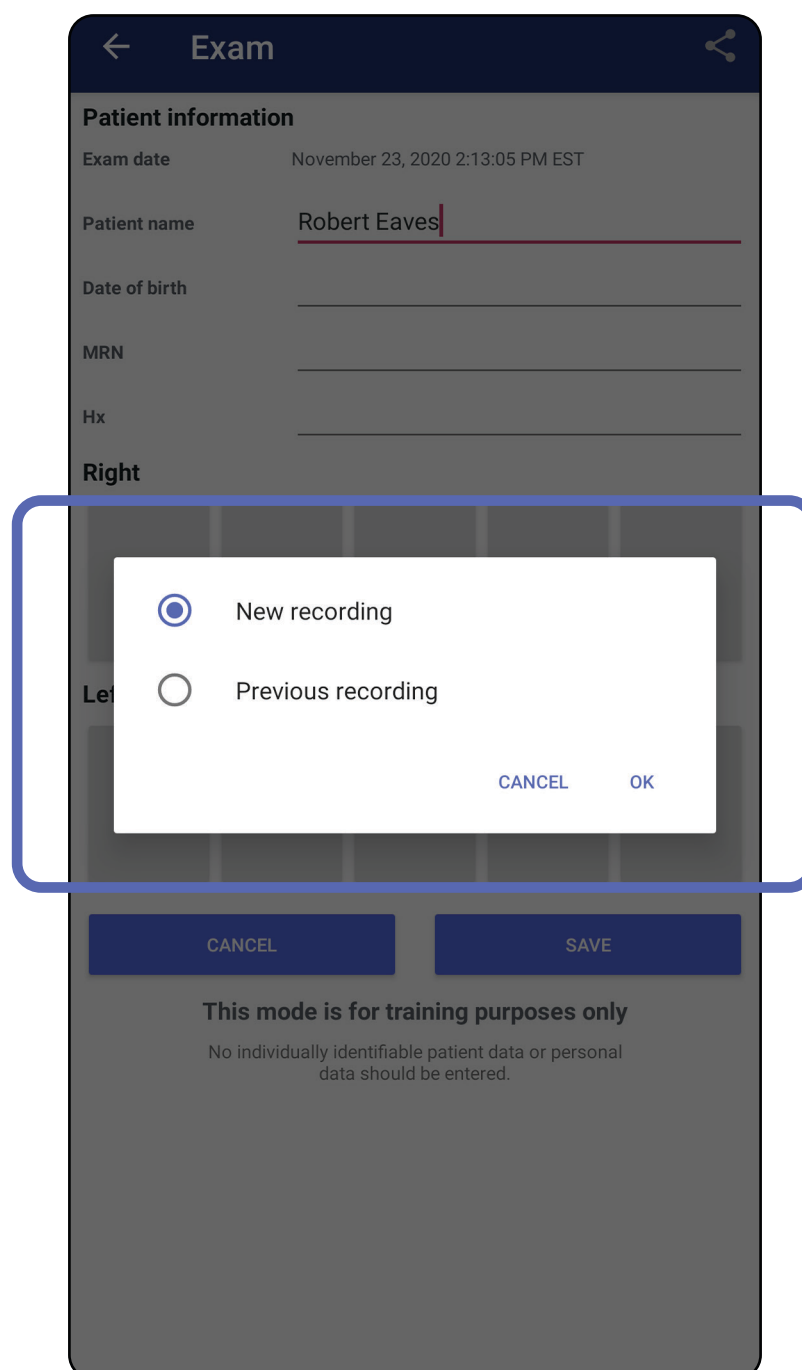 Exam
Patient information
Exam date November 23, 2020 2:13:05 PM EST
Patient name Robert Eaves
Date of birth
MRN
Hx
Right
New recording
Lef
Previous recording
CANCEL OK
CANCEL SAVE
This mode is for training purposes only
No individually identifiable patient data or personal
data should be entered.